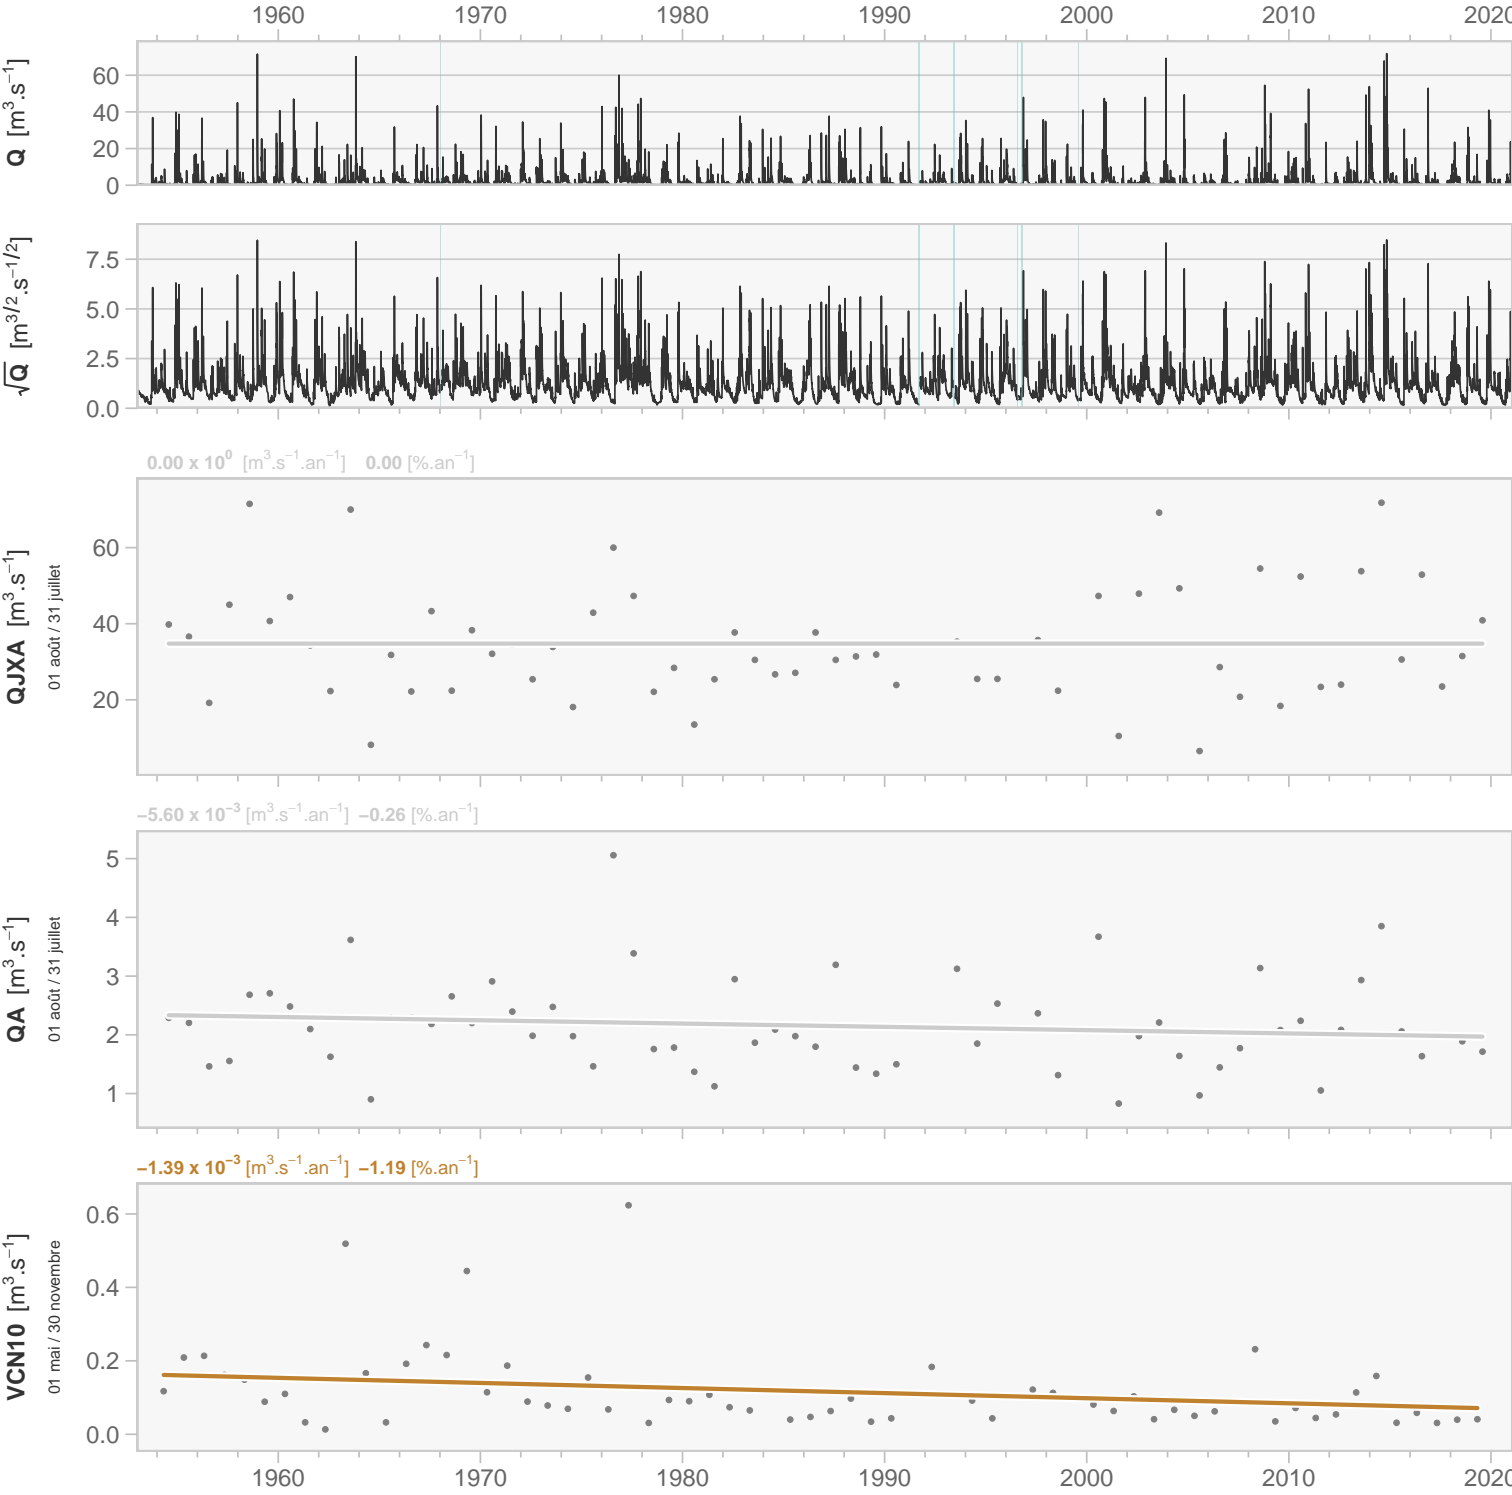 1960 1970 1980 1990 2000 2010 2020
Q [m³.s⁻¹]
60
40
20
0
√Q [m^3/2.s^−1/2]
7.5
5.0
2.5
0.0
0.00 x 10⁰ [m³.s⁻¹.an⁻¹] 0.00 [%.an⁻¹]
QJXA [m³.s⁻¹]
01 août / 31 juillet
60
40
20
−5.60 x 10⁻³ [m³.s⁻¹.an⁻¹] −0.26 [%.an⁻¹]
QA [m³.s⁻¹]
01 août / 31 juillet
5
4
3
2
1
−1.39 x 10⁻³ [m³.s⁻¹.an⁻¹] −1.19 [%.an⁻¹]
VCN10 [m³.s⁻¹]
01 mai / 30 novembre
0.6
0.4
0.2
0.0
1960 1970 1980 1990 2000 2010 2020